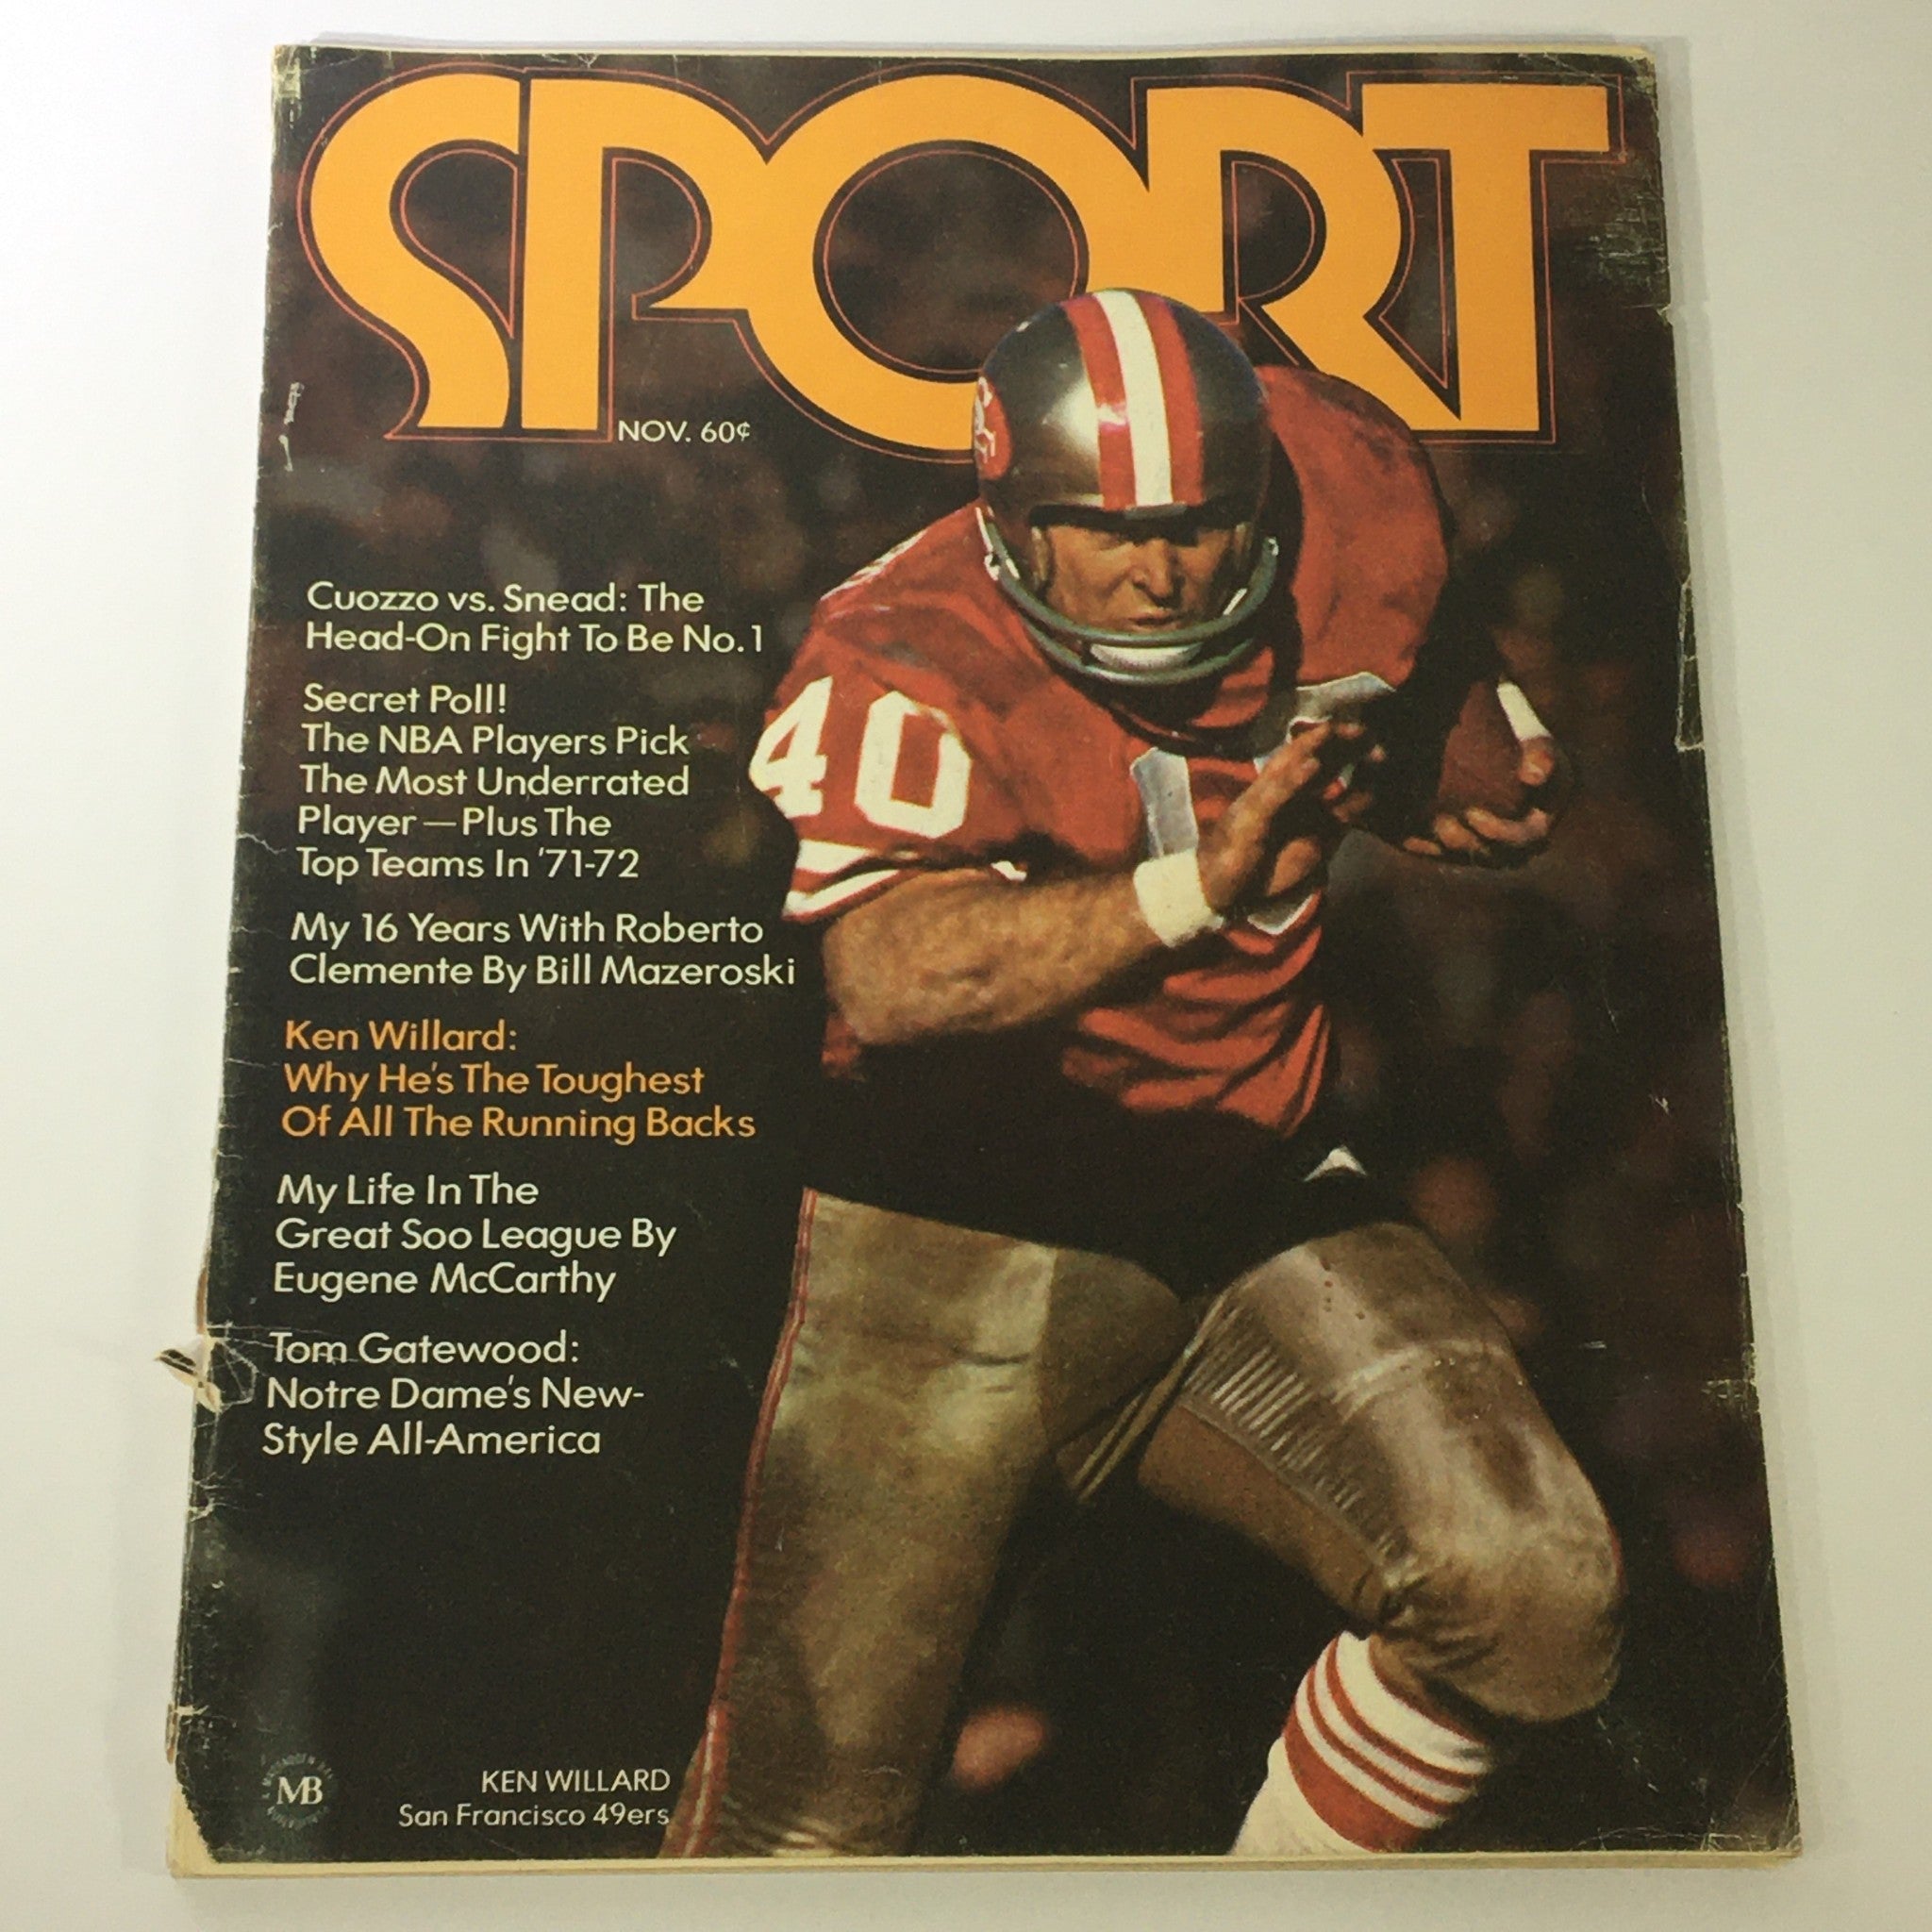 SPORT
NOV. 60¢
Cuozzo vs. Snead: The
Head-On Fight To Be No. 1
Secret Poll!
The NBA Players Pick
The Most Underrated
Player—Plus The
Top Teams In '71-72
My 16 Years With Roberto
Clemente By Bill Mazeroski
Ken Willard:
Why He's The Toughest
Of All The Running Backs
My Life In The
Great Soo League By
Eugene McCarthy
Tom Gatewood:
Notre Dame's New-
Style All-America
40
MB
KEN WILLARD
San Francisco 49ers